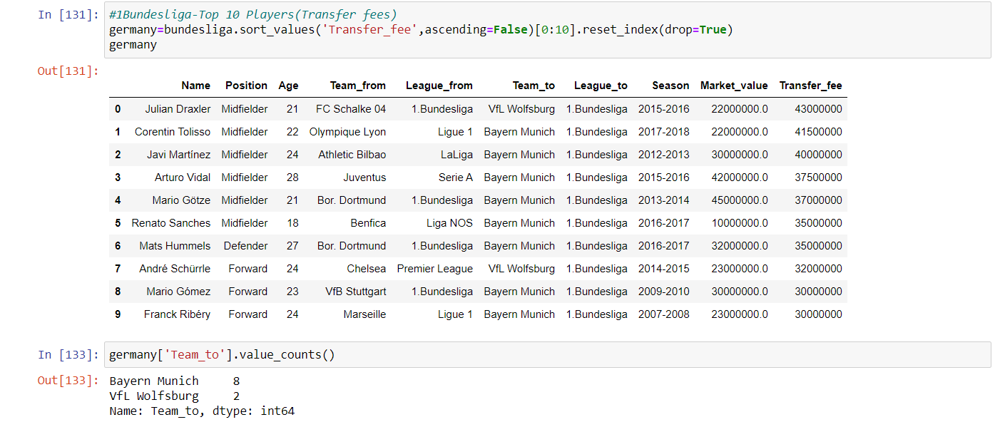 In [131]: #1Bundesliga-Top 10 Players(Transfer fees)
germany=bundesliga.sort_values('Transfer_fee',ascending=False)[0:10].reset_index(drop=True)
germany
Out[131]:
Name Position Age Team_from League_from Team_to League_to Season Market_value Transfer_fee
0 Julian Draxler Midfielder 21 FC Schalke 04 1.Bundesliga VfL Wolfsburg 1.Bundesliga 2015-2016 22000000.0 43000000
1 Corentin Tolisso Midfielder 22 Olympique Lyon Ligue 1 Bayern Munich 1.Bundesliga 2017-2018 22000000.0 41500000
2 Javi Martínez Midfielder 24 Athletic Bilbao LaLiga Bayern Munich 1.Bundesliga 2012-2013 30000000.0 40000000
3 Arturo Vidal Midfielder 28 Juventus Serie A Bayern Munich 1.Bundesliga 2015-2016 42000000.0 37500000
4 Mario Götze Midfielder 21 Bor. Dortmund 1.Bundesliga Bayern Munich 1.Bundesliga 2013-2014 45000000.0 37000000
5 Renato Sanches Midfielder 18 Benfica Liga NOS Bayern Munich 1.Bundesliga 2016-2017 10000000.0 35000000
6 Mats Hummels Defender 27 Bor. Dortmund 1.Bundesliga Bayern Munich 1.Bundesliga 2016-2017 32000000.0 35000000
7 André Schürrle Forward 24 Chelsea Premier League VfL Wolfsburg 1.Bundesliga 2014-2015 23000000.0 32000000
8 Mario Gómez Forward 23 VfB Stuttgart 1.Bundesliga Bayern Munich 1.Bundesliga 2009-2010 30000000.0 30000000
9 Franck Ribéry Forward 24 Marseille Ligue 1 Bayern Munich 1.Bundesliga 2007-2008 23000000.0 30000000
In [133]: germany['Team_to'].value_counts()
Out[133]: Bayern Munich 8
VfL Wolfsburg 2
Name: Team_to, dtype: int64